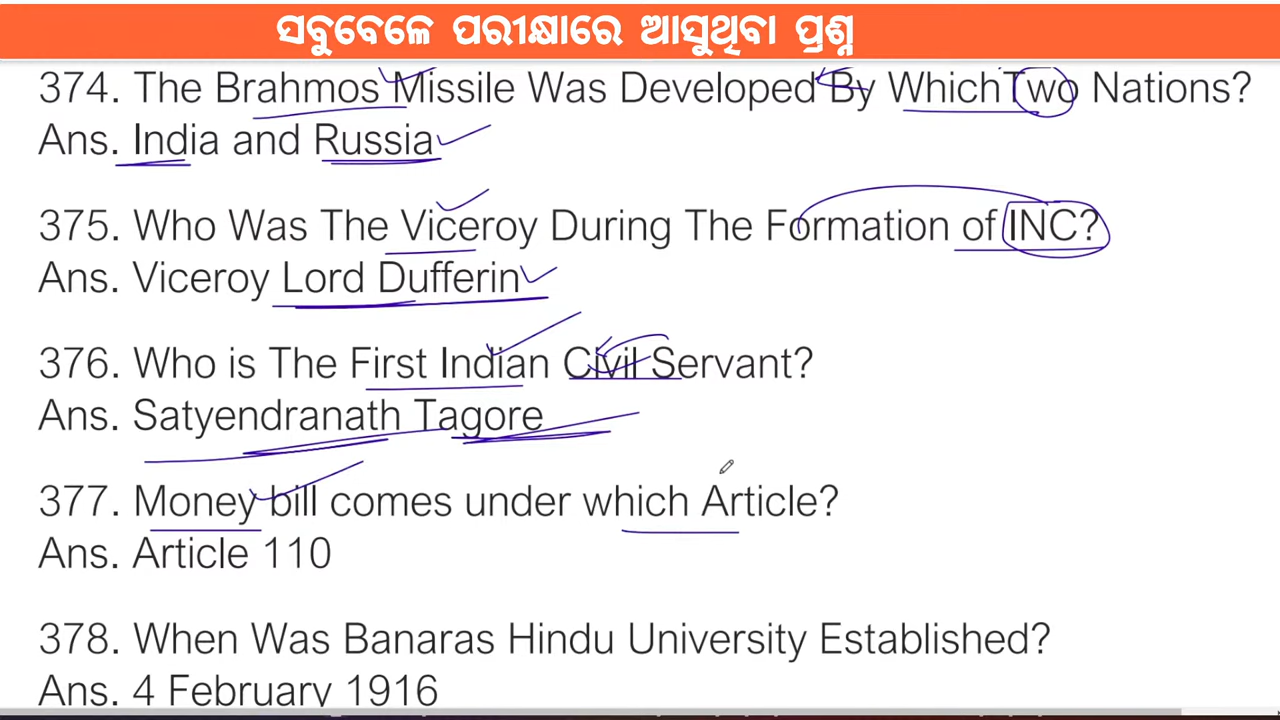 ସବୁବେଳେ ପରୀକ୍ଷାରେ ଆସୁଥିବା ପ୍ରଶ୍ନ
374. The Brahmos Missile Was Developed By WhichTwo Nations?
Ans. India and Russia
375. Who Was The Viceroy During The Formation of INC?
Ans. Viceroy Lord Dufferin
376. Who is The First Indian Civil Servant?
Ans. Satyendranath Tagore
377. Money bill comes under which Article?
Ans. Article 110
378. When Was Banaras Hindu University Established?
Ans. 4 February 1916